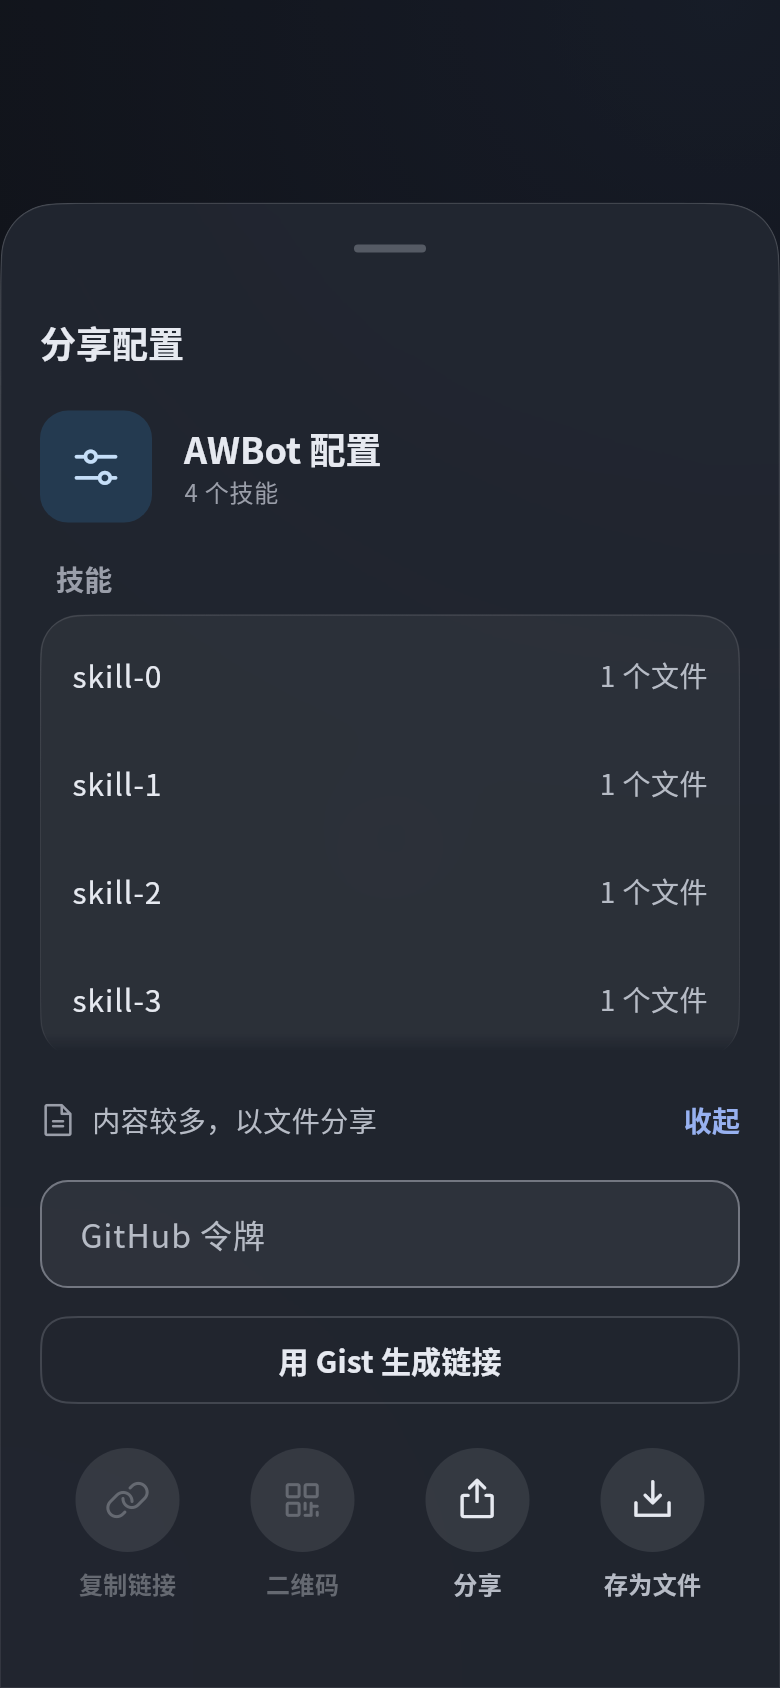 分享配置
AWBot 配置
4 个技能
技能
skill-0 1 个文件
skill-1 1 个文件
skill-2 1 个文件
skill-3 1 个文件
内容较多，以文件分享 收起
GitHub 令牌
用 Gist 生成链接
复制链接 二维码 分享 存为文件